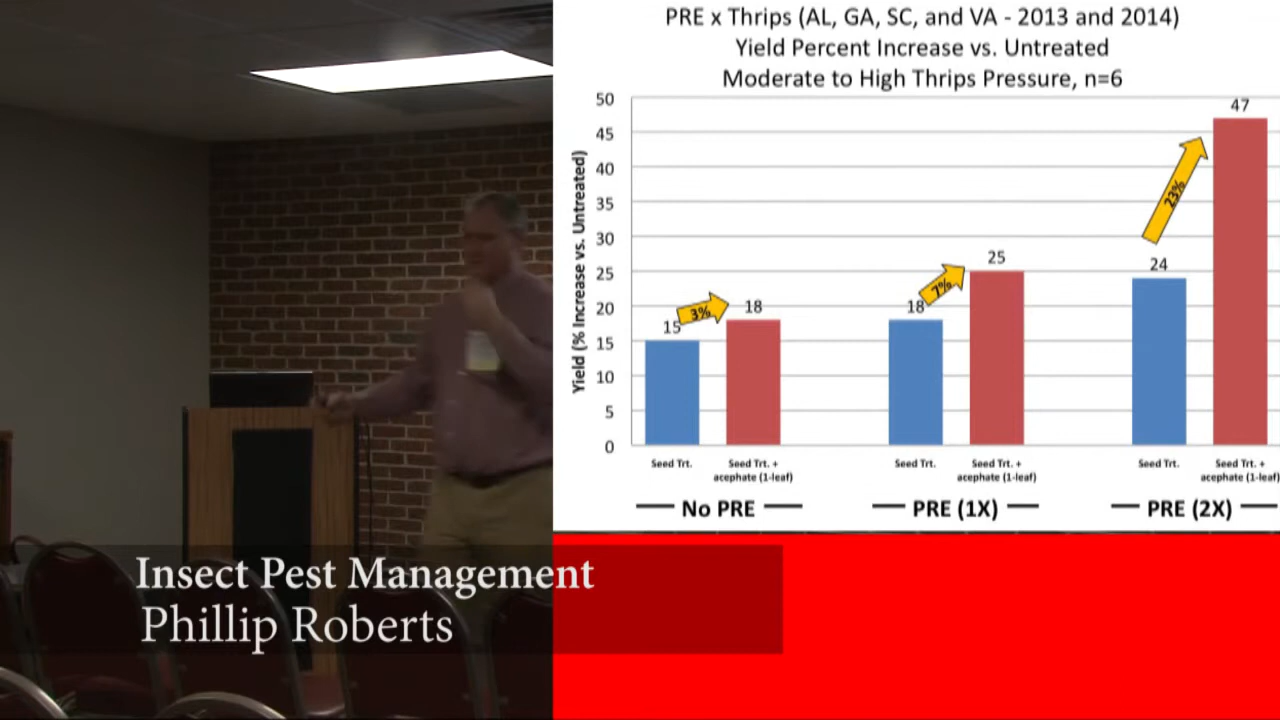 PRE x Thrips (AL, GA, SC, and VA - 2013 and 2014)
Yield Percent Increase vs. Untreated
Moderate to High Thrips Pressure, n=6
Yield (% Increase vs. Untreated)
50
45
40
35
30
25
20
15
10
5
0
15
3%
18
18
7%
25
24
23%
47
Seed Trt.
Seed Trt. +
acephate (1-leaf)
Seed Trt.
Seed Trt. +
acephate (1-leaf)
Seed Trt.
Seed Trt. +
acephate (1-leaf)
No PRE
PRE (1X)
PRE (2X)
Insect Pest Management
Phillip Roberts